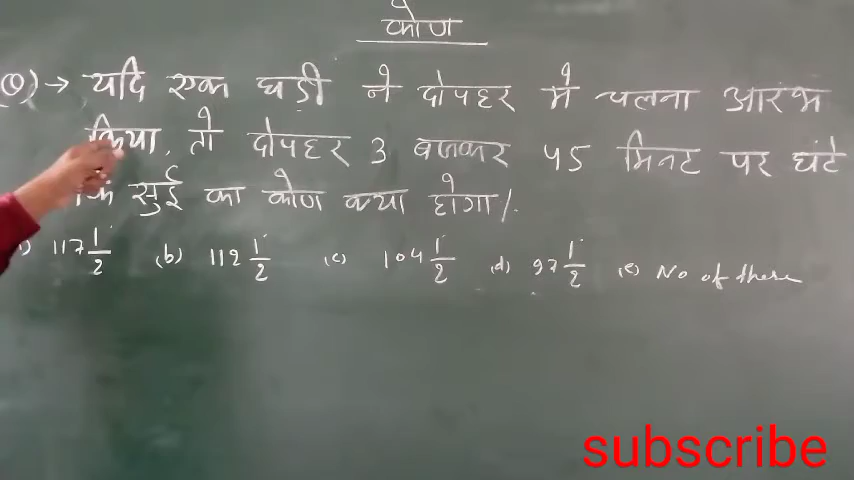 कोण
(Q) → यदि एक घड़ी ने दोपहर में चलना आरंभ
किया, तो दोपहर 3 बजकर 45 मिनट पर घंटे
कि सुई का कोण क्या होगा /.
) 117 1/2 (b) 112 1/2 (c) 104 1/2 (d) 97 1/2 (e) No of these
subscribe